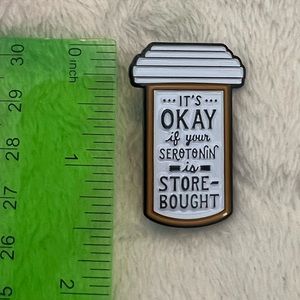 IT'S
OKAY
if your
SEROTONIN
is
STORE-
BOUGHT
0 inch
1
2
30
29
28
27
26